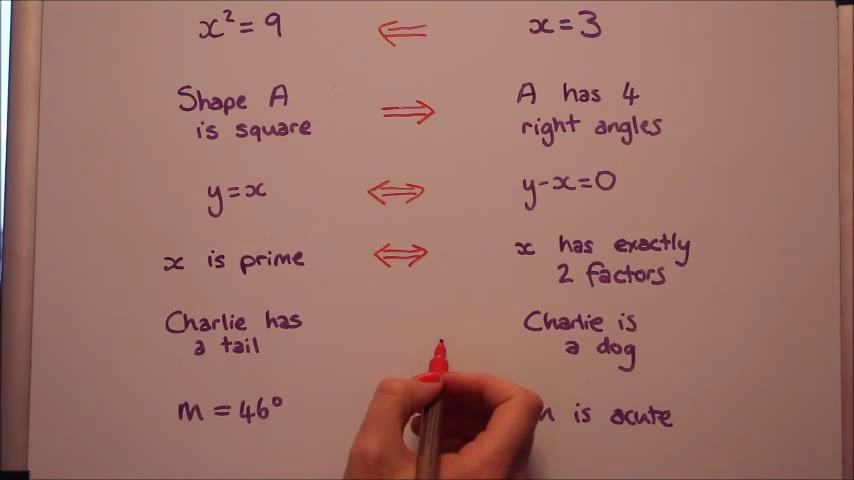 x² = 9 ⇐ x = 3
Shape A
is square
⇒
A has 4
right angles
y = x ⇔ y - x = 0
x is prime ⇔
x has exactly
2 factors
Charlie has
a tail
Charlie is
a dog
m = 46°
is acute